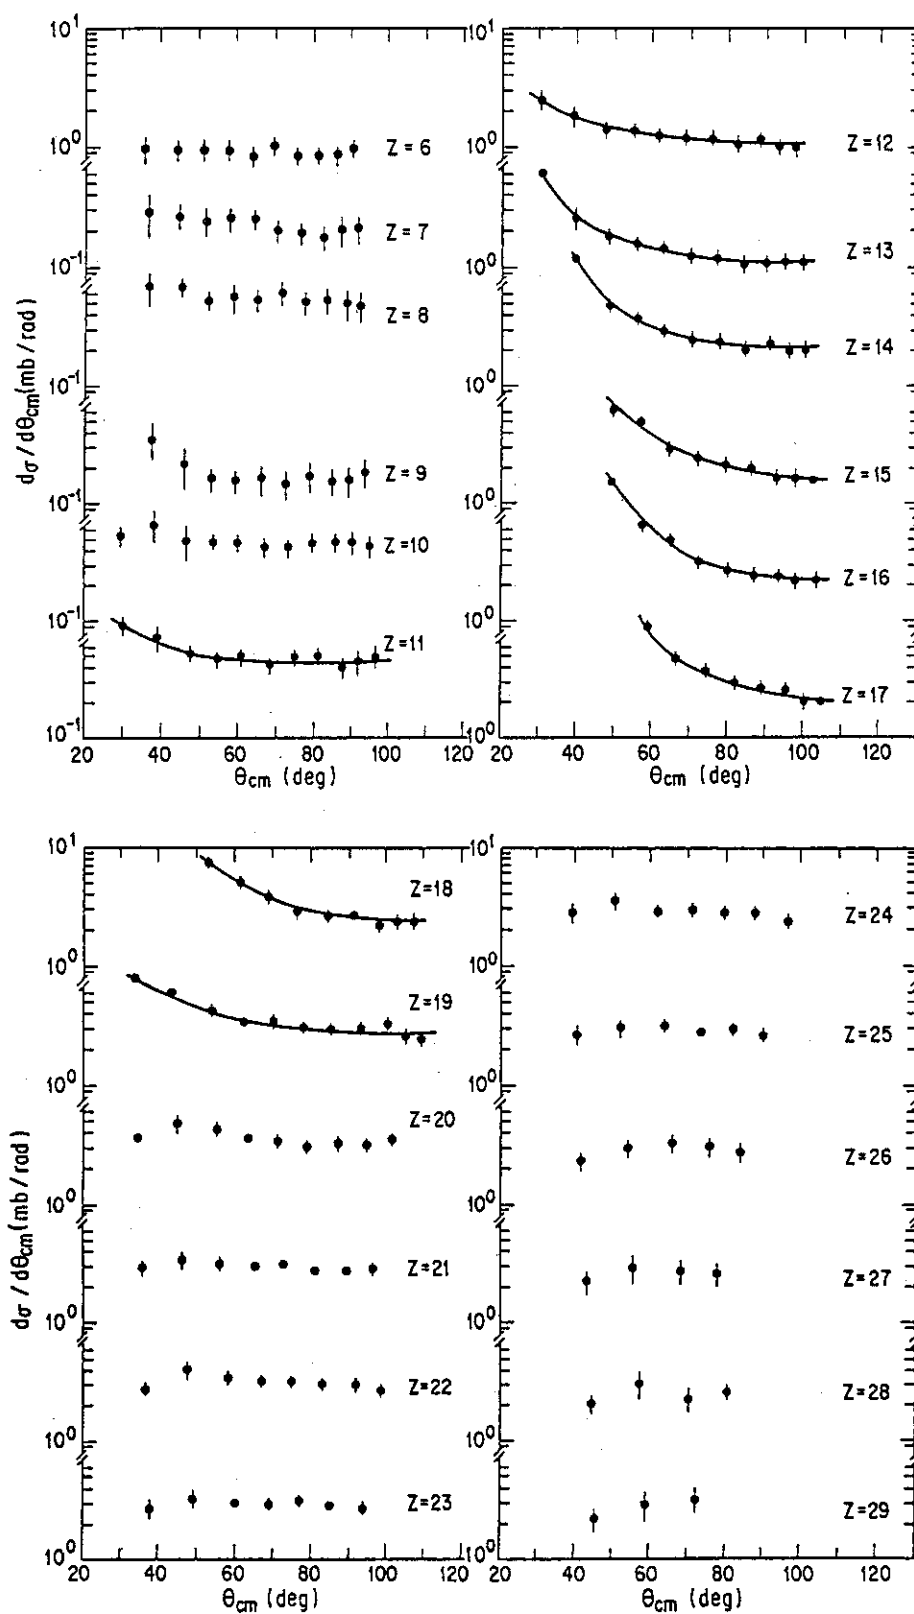 10¹
10⁰
10⁻¹
10⁻¹
10⁻¹
10⁻¹
10⁻¹
dσ / dθcm (mb / rad)
Z = 6
Z = 7
Z = 8
Z = 9
Z = 10
Z = 11
20 40 60 80 100 120
θcm (deg)
10¹
10⁰
10⁰
10⁰
10⁰
10⁰
10⁰
Z = 12
Z = 13
Z = 14
Z = 15
Z = 16
Z = 17
20 40 60 80 100 120
θcm (deg)
10¹
10⁰
10⁰
10⁰
10⁰
10⁰
10⁰
dσ / dθcm (mb / rad)
Z=18
Z=19
Z=20
Z=21
Z=22
Z=23
20 40 60 80 100 120
θcm (deg)
10¹
10⁰
10⁰
10⁰
10⁰
10⁰
10⁰
Z=24
Z=25
Z=26
Z=27
Z=28
Z=29
20 40 60 80 100 120
θcm (deg)